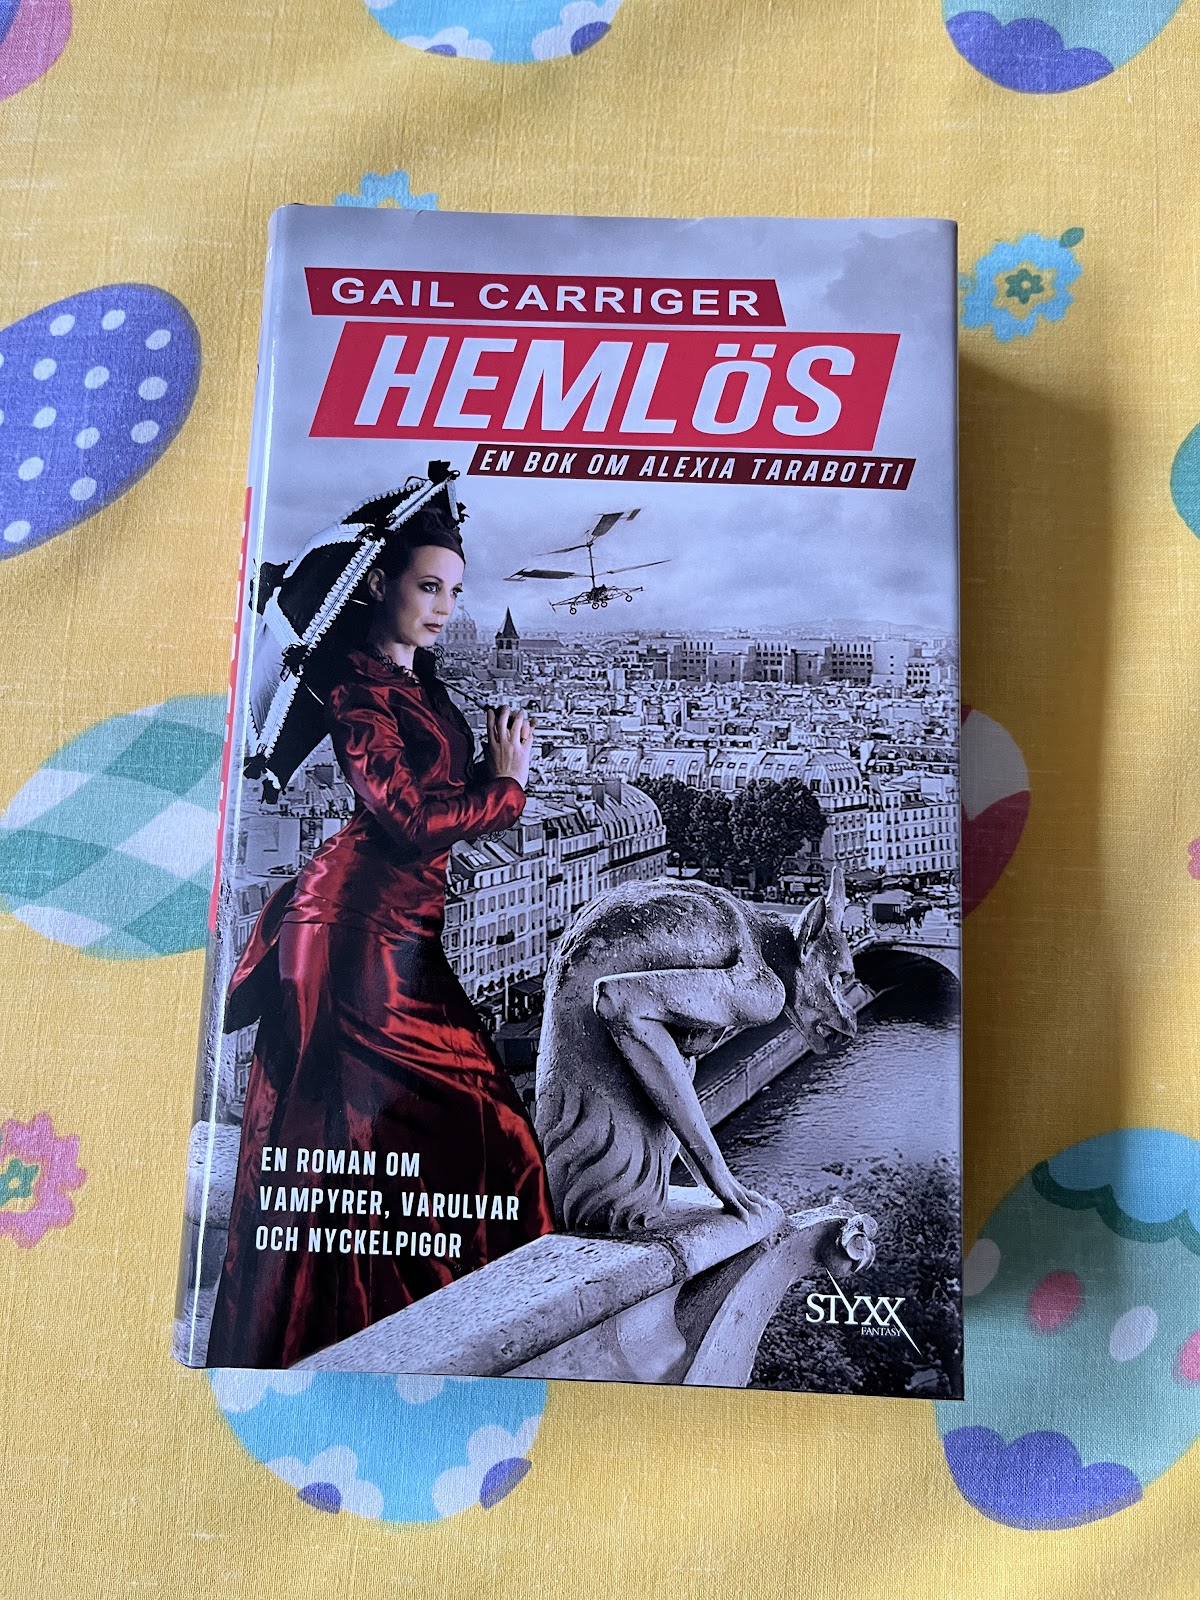 GAIL CARRIGER
HEMLÖS
EN BOK OM ALEXIA TARABOTTI
EN ROMAN OM
VAMPYRER, VARULVAR
OCH NYCKELPIGOR
STYXX
FANTASY